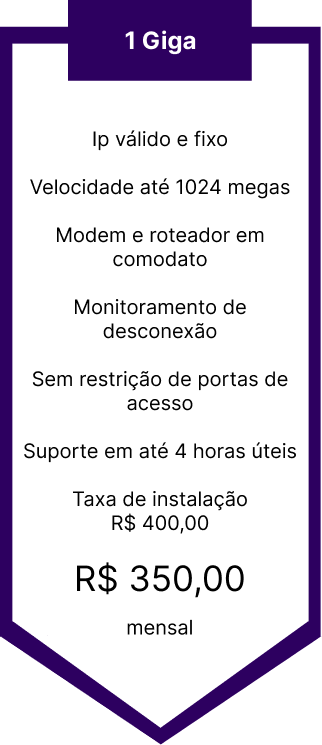 1 Giga
Ip válido e fixo
Velocidade até 1024 megas
Modem e roteador em
comodato
Monitoramento de
desconexão
Sem restrição de portas de
acesso
Suporte em até 4 horas úteis
Taxa de instalação
R$ 400,00
R$ 350,00
mensal